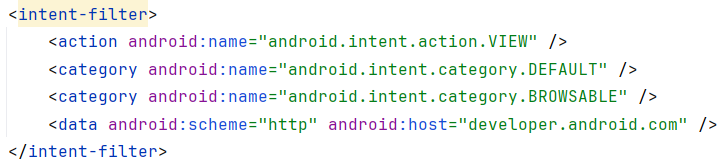 <intent-filter>
    <action android:name="android.intent.action.VIEW" />
    <category android:name="android.intent.category.DEFAULT" />
    <category android:name="android.intent.category.BROWSABLE" />
    <data android:scheme="http" android:host="developer.android.com" />
</intent-filter>